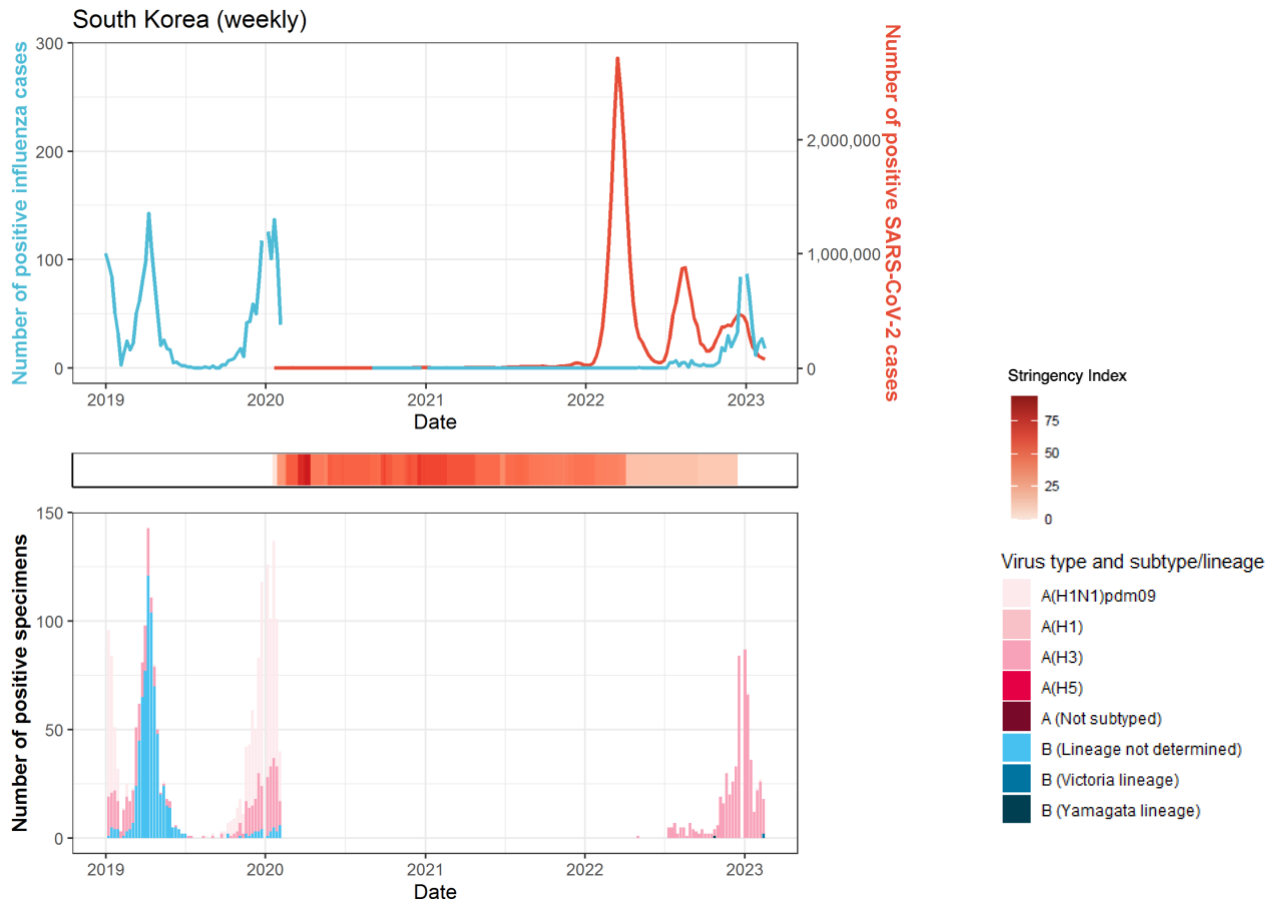 South Korea (weekly)
Number of positive influenza cases
300
200
100
0
Number of positive SARS-CoV-2 cases
2,000,000
1,000,000
0
2019 2020 2021 2022 2023
Date
Stringency Index
75
50
25
0
Number of positive specimens
150
100
50
0
2019 2020 2021 2022 2023
Date
Virus type and subtype/lineage
A(H1N1)pdm09
A(H1)
A(H3)
A(H5)
A (Not subtyped)
B (Lineage not determined)
B (Victoria lineage)
B (Yamagata lineage)